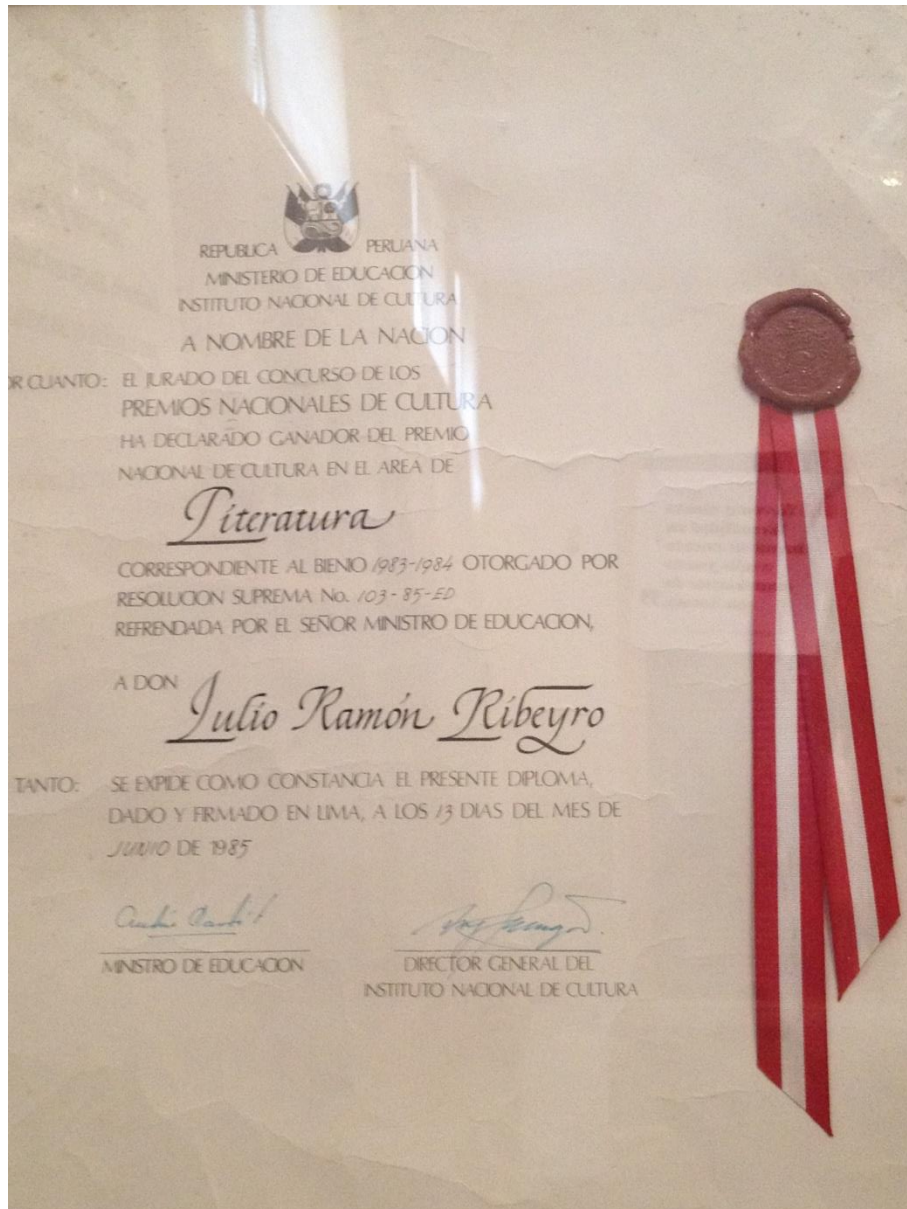 REPUBLICA PERUANA
MINISTERIO DE EDUCACION
INSTITUTO NACIONAL DE CULTURA
A NOMBRE DE LA NACION
R CUANTO: EL JURADO DEL CONCURSO DE LOS
PREMIOS NACIONALES DE CULTURA
HA DECLARADO GANADOR DEL PREMIO
NACIONAL DE CULTURA EN EL AREA DE
Literatura
CORRESPONDIENTE AL BIENIO 1983-1984 OTORGADO POR
RESOLUCION SUPREMA No. 103-85-ED
REFRENDADA POR EL SEÑOR MINISTRO DE EDUCACION,
A DON Julio Ramón Ribeyro
TANTO: SE EXPIDE COMO CONSTANCIA EL PRESENTE DIPLOMA,
DADO Y FIRMADO EN LIMA, A LOS 13 DIAS DEL MES DE
JUNIO DE 1985
MINISTRO DE EDUCACION
DIRECTOR GENERAL DEL
INSTITUTO NACIONAL DE CULTURA